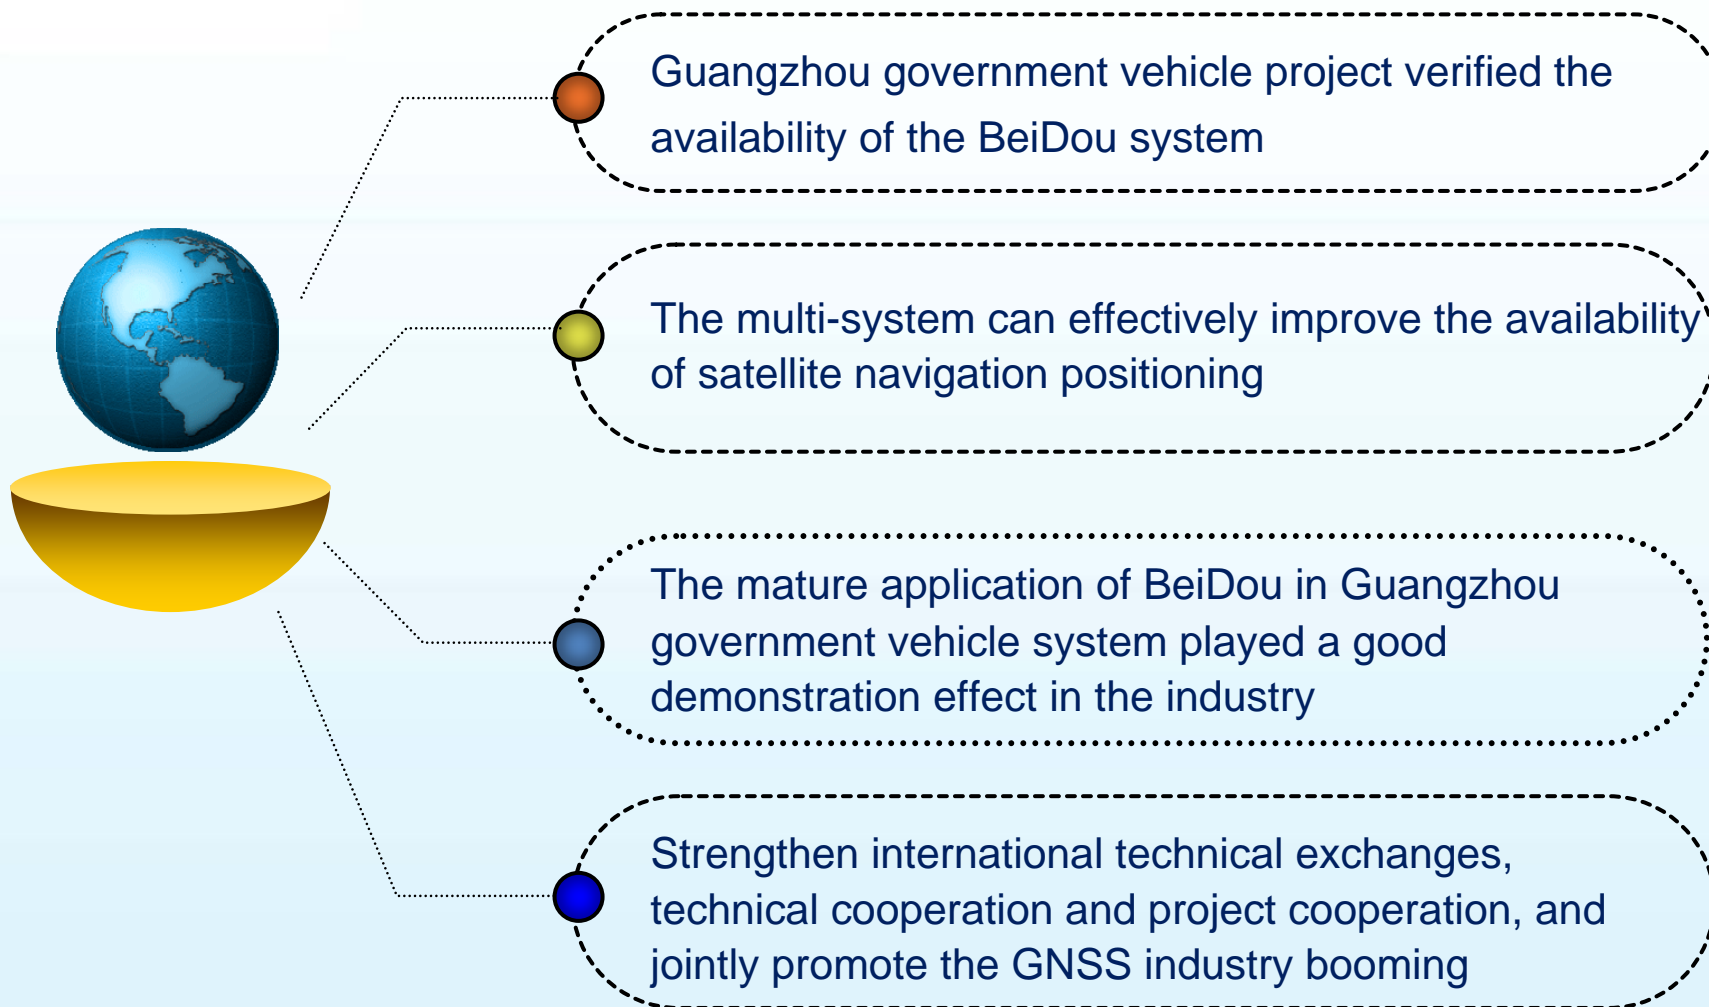 Guangzhou government vehicle project verified the
availability of the BeiDou system
The multi-system can effectively improve the availability
of satellite navigation positioning
The mature application of BeiDou in Guangzhou
government vehicle system played a good
demonstration effect in the industry
Strengthen international technical exchanges,
technical cooperation and project cooperation, and
jointly promote the GNSS industry booming